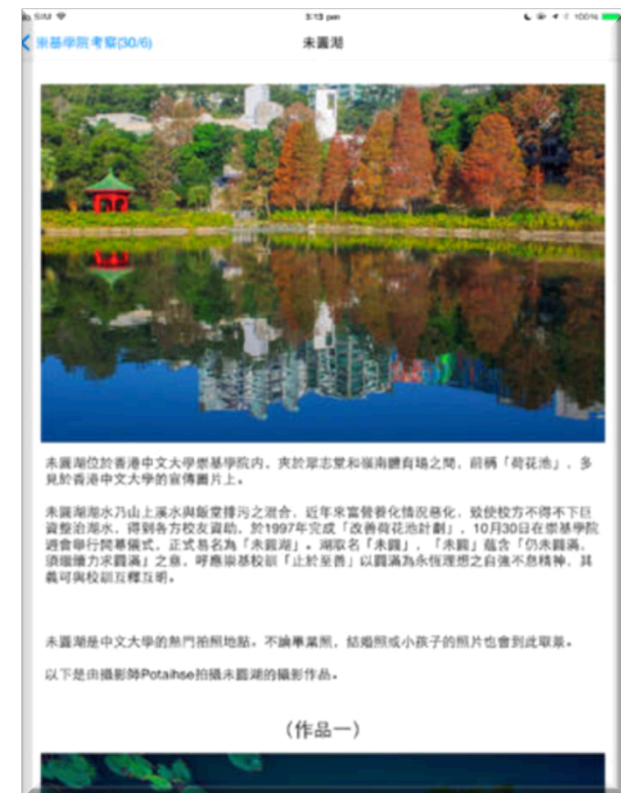 No SIM 3:13 pm 100%
崇基學院考察(30/6) 未圓湖
未圓湖位於香港中文大學崇基學院內，夾於眾志堂和嶺南體育場之間，前稱「荷花池」，多
見於香港中文大學的宣傳圖片上。
未圓湖湖水乃山上溪水與飯堂排污之混合，近年來富營養化情況惡化，致使校方不得不下巨
資整治湖水，得到各方校友資助，於1997年完成「改善荷花池計劃」，10月30日在崇基學院
週會舉行開幕儀式，正式易名為「未圓湖」。湖取名「未圓」，「未圓」蘊含「仍未圓滿，
須繼續力求圓滿」之意，呼應崇基校訓「止於至善」以圓滿為永恆理想之自強不息精神，其
義可與校訓互釋互明。
未圓湖是中文大學的熱門拍照地點。不論畢業照，結婚照或小孩子的照片也會到此取景。
以下是由攝影師Potaihse拍攝未圓湖的攝影作品。
（作品一）